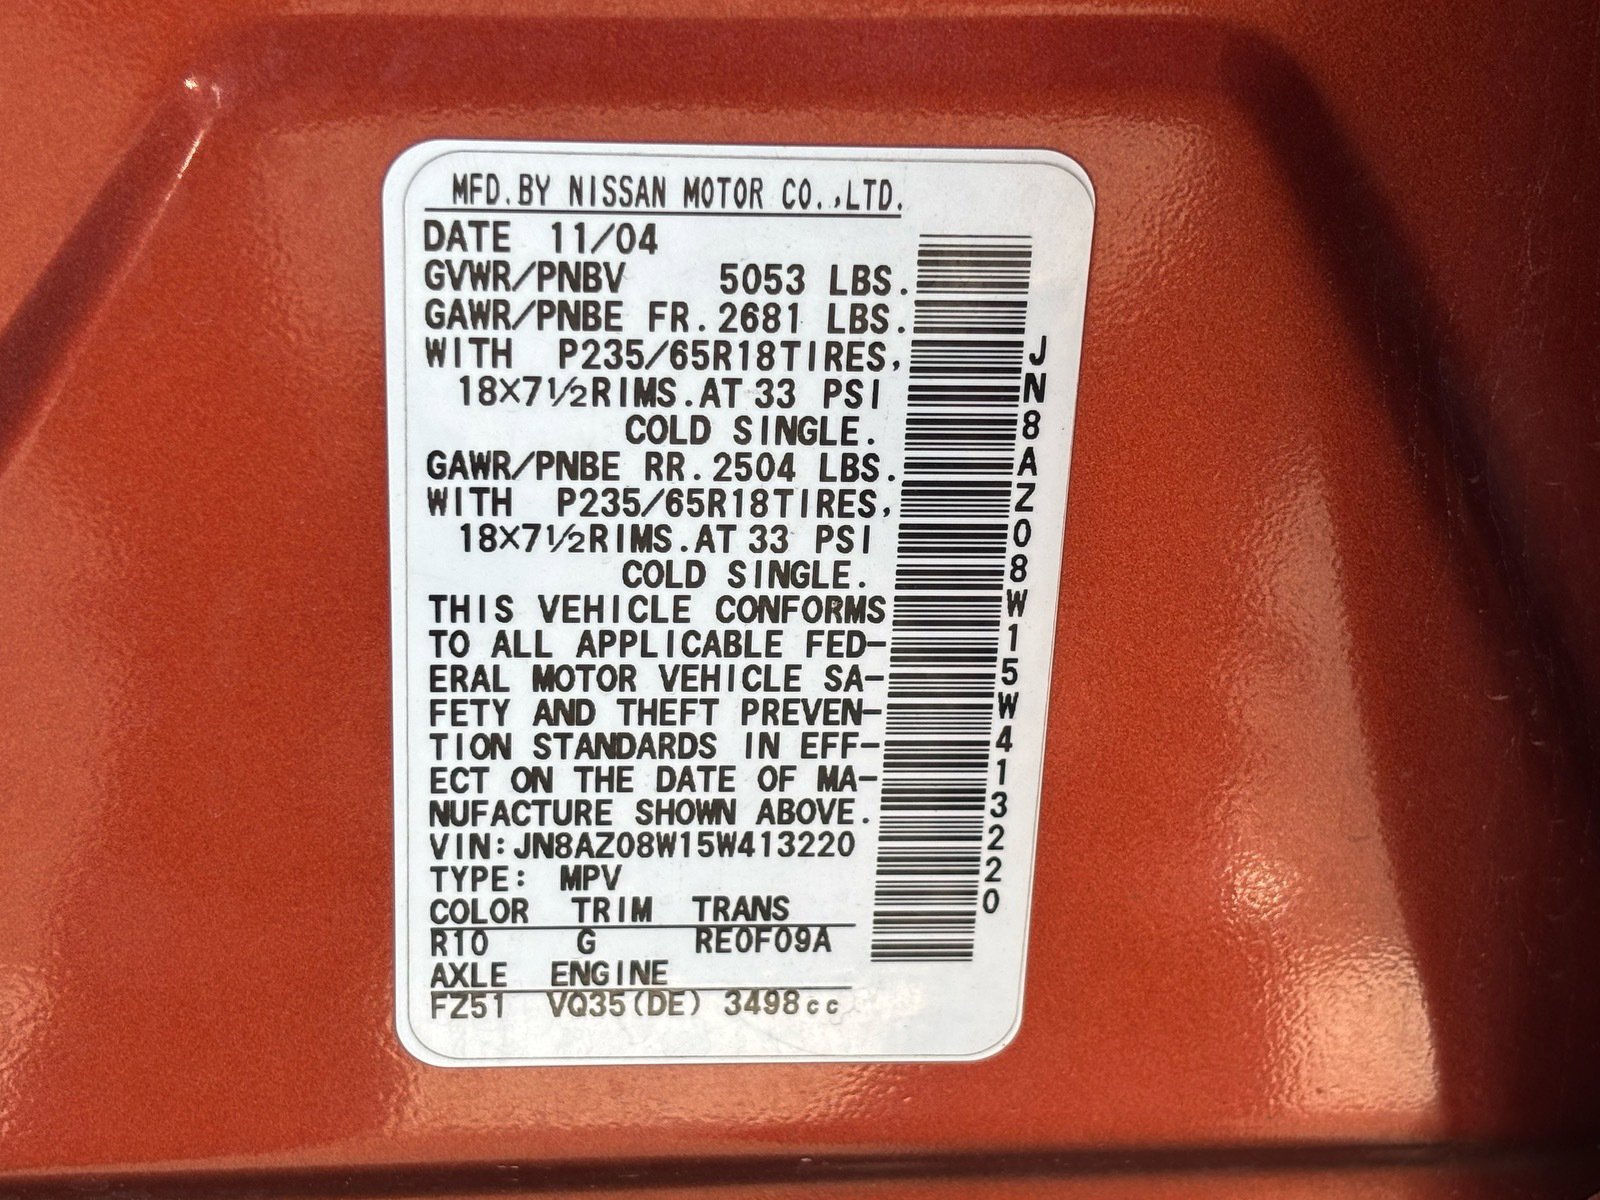 MFD.BY NISSAN MOTOR CO.,LTD.
DATE 11/04
GVWR/PNBV 5053 LBS.
GAWR/PNBE FR.2681 LBS.
WITH P235/65R18TIRES,
18×7½RIMS.AT 33 PSI
COLD SINGLE.
GAWR/PNBE RR.2504 LBS.
WITH P235/65R18TIRES,
18×7½RIMS.AT 33 PSI
COLD SINGLE.
THIS VEHICLE CONFORMS
TO ALL APPLICABLE FED-
ERAL MOTOR VEHICLE SA-
FETY AND THEFT PREVEN-
TION STANDARDS IN EFF-
ECT ON THE DATE OF MA-
NUFACTURE SHOWN ABOVE.
VIN:JN8AZ08W15W413220
TYPE: MPV
COLOR TRIM TRANS
R10 G RE0F09A
AXLE ENGINE
FZ51 VQ35(DE) 3498cc
JN8AZ08W15W413220